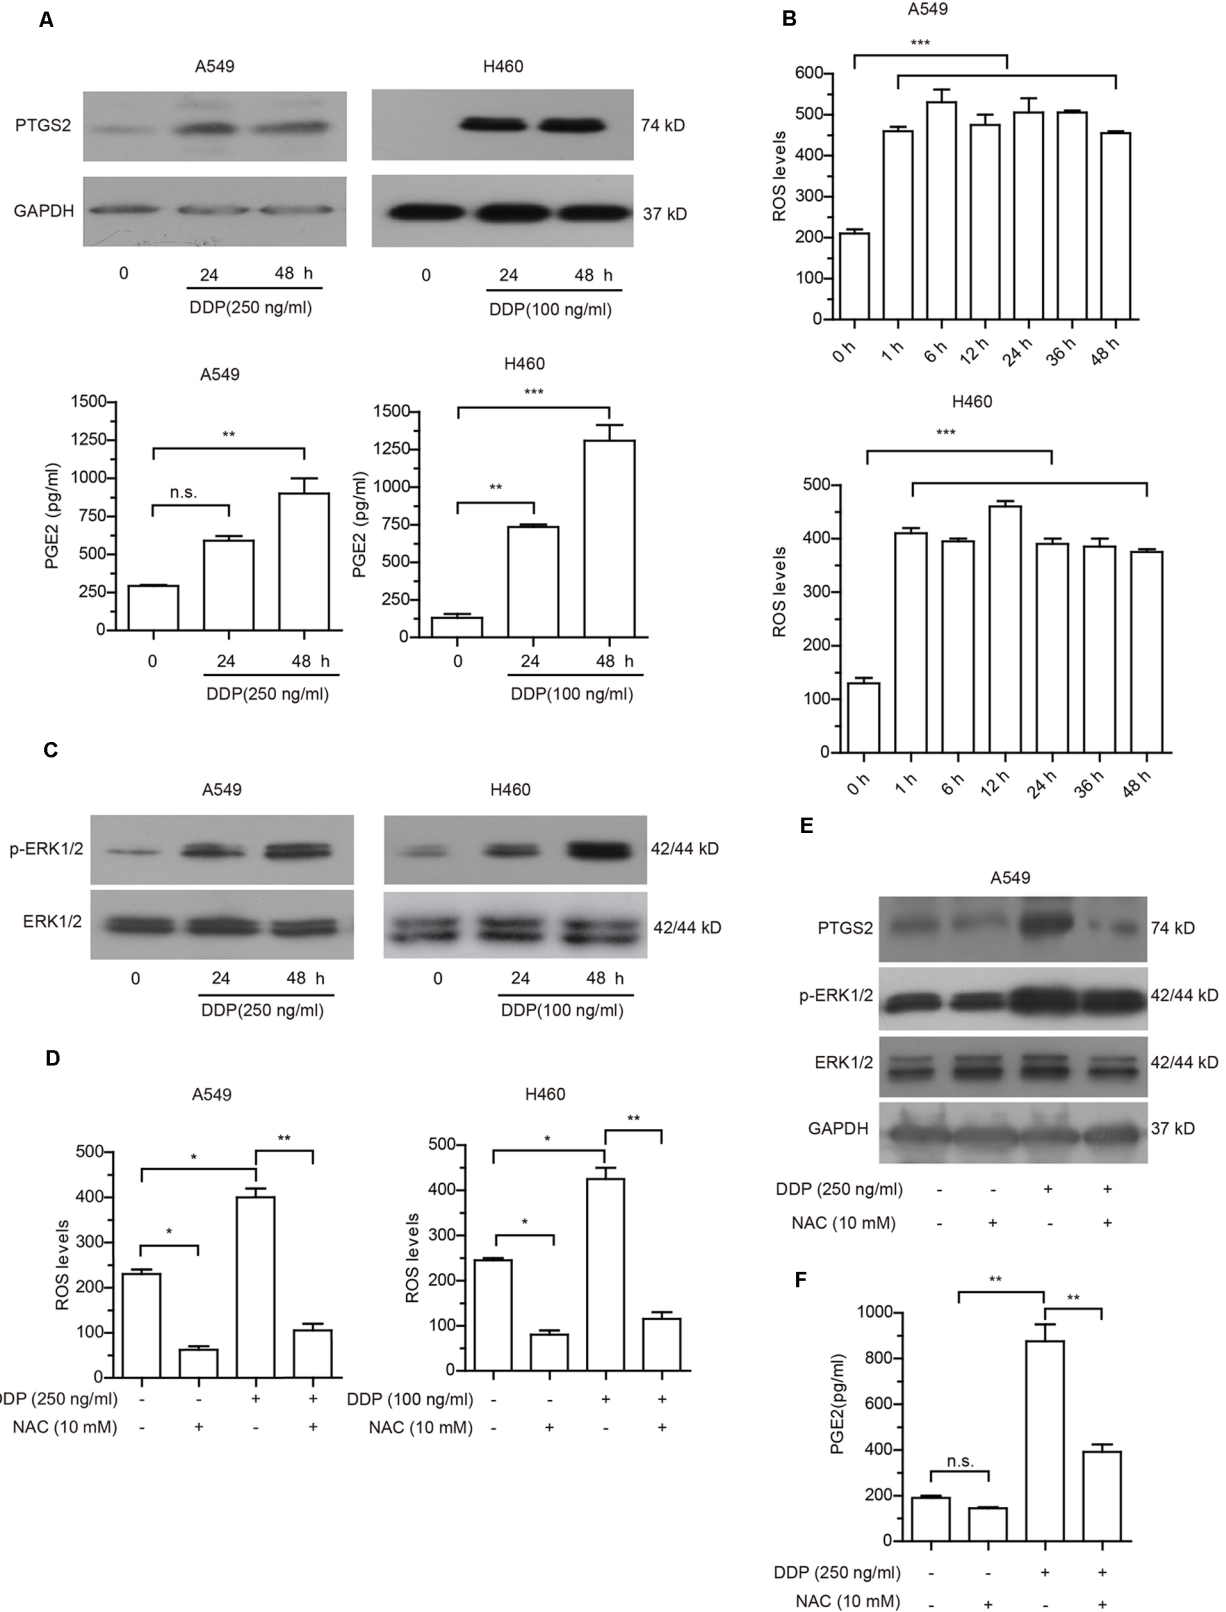 A
A549
H460
PTGS2
74 kD
GAPDH
37 kD
0 24 48 h
DDP(250 ng/ml)
0 24 48 h
DDP(100 ng/ml)
A549
PGE2 (pg/ml)
1500
1250
1000
750
500
250
0
n.s.
**
0 24 48 h
DDP(250 ng/ml)
H460
PGE2 (pg/ml)
1500
1250
1000
750
500
250
0
**
***
0 24 48 h
DDP(100 ng/ml)
B
A549
***
ROS levels
600
500
400
300
200
100
0
0 h 1 h 6 h 12 h 24 h 36 h 48 h
H460
***
ROS levels
500
400
300
200
100
0
0 h 1 h 6 h 12 h 24 h 36 h 48 h
C
A549
H460
p-ERK1/2
42/44 kD
ERK1/2
42/44 kD
0 24 48 h
DDP(250 ng/ml)
0 24 48 h
DDP(100 ng/ml)
D
A549
ROS levels
500
400
300
200
100
0
*
*
**
DDP (250 ng/ml) - - + +
NAC (10 mM) - + - +
H460
ROS levels
500
400
300
200
100
0
*
*
**
DDP (100 ng/ml) - - + +
NAC (10 mM) - + - +
E
A549
PTGS2
74 kD
p-ERK1/2
42/44 kD
ERK1/2
42/44 kD
GAPDH
37 kD
DDP (250 ng/ml) - - + +
NAC (10 mM) - + - +
F
PGE2(pg/ml)
1000
800
600
400
200
0
n.s.
**
**
DDP (250 ng/ml) - - + +
NAC (10 mM) - + - +